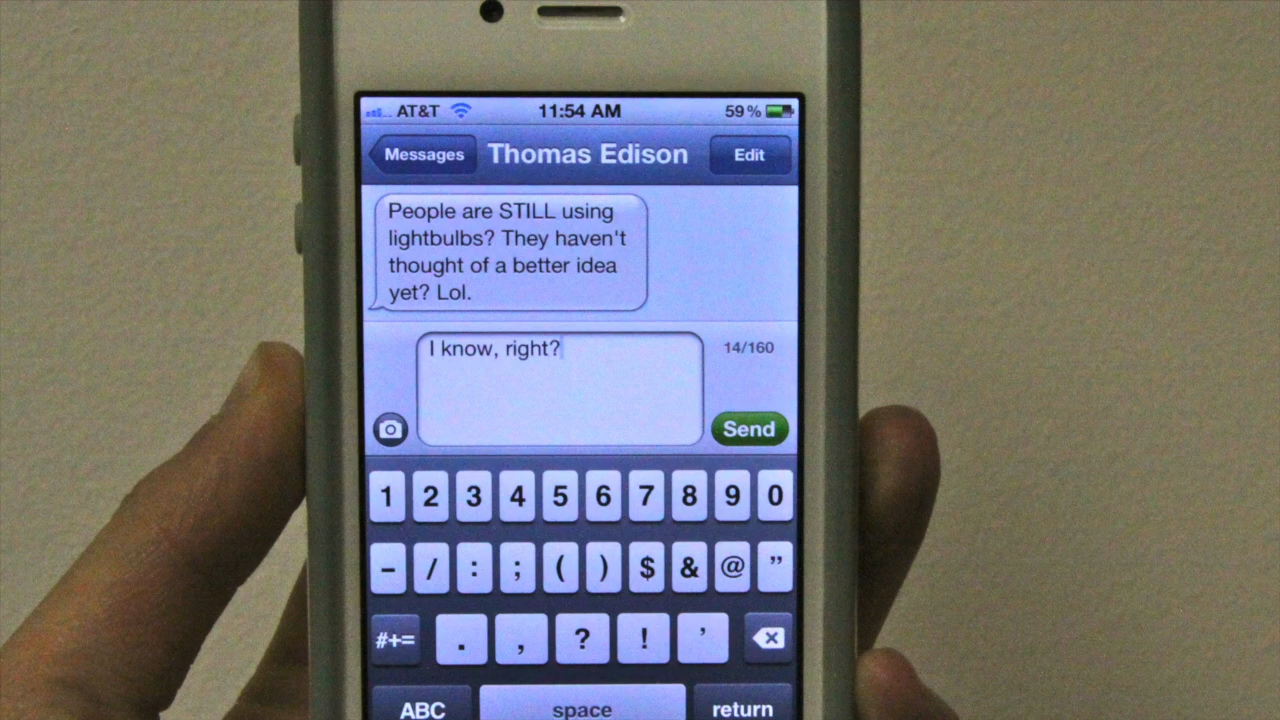 AT&T 11:54 AM 59%
Messages Thomas Edison Edit
People are STILL using
lightbulbs? They haven't
thought of a better idea
yet? Lol.
I know, right? 14/160
Send
1 2 3 4 5 6 7 8 9 0
- / : ; ( ) $ & @ "
#+= . , ? ! '
ABC space return